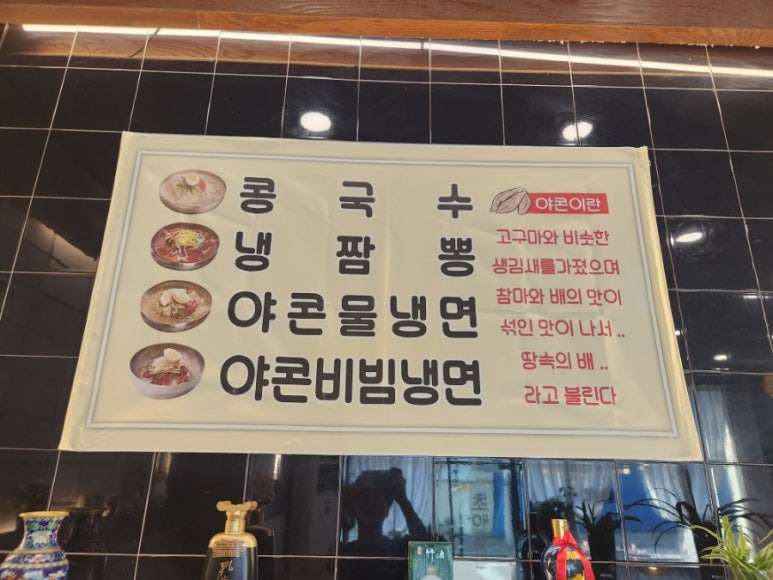 콩국수
냉짬뽕
야콘물냉면
야콘비빔냉면
야콘이란
고구마와 비슷한
생김새를가졌으며
참마와 배의 맛이
섞인 맛이 나서 ..
땅속의 배 ..
라고 불린다